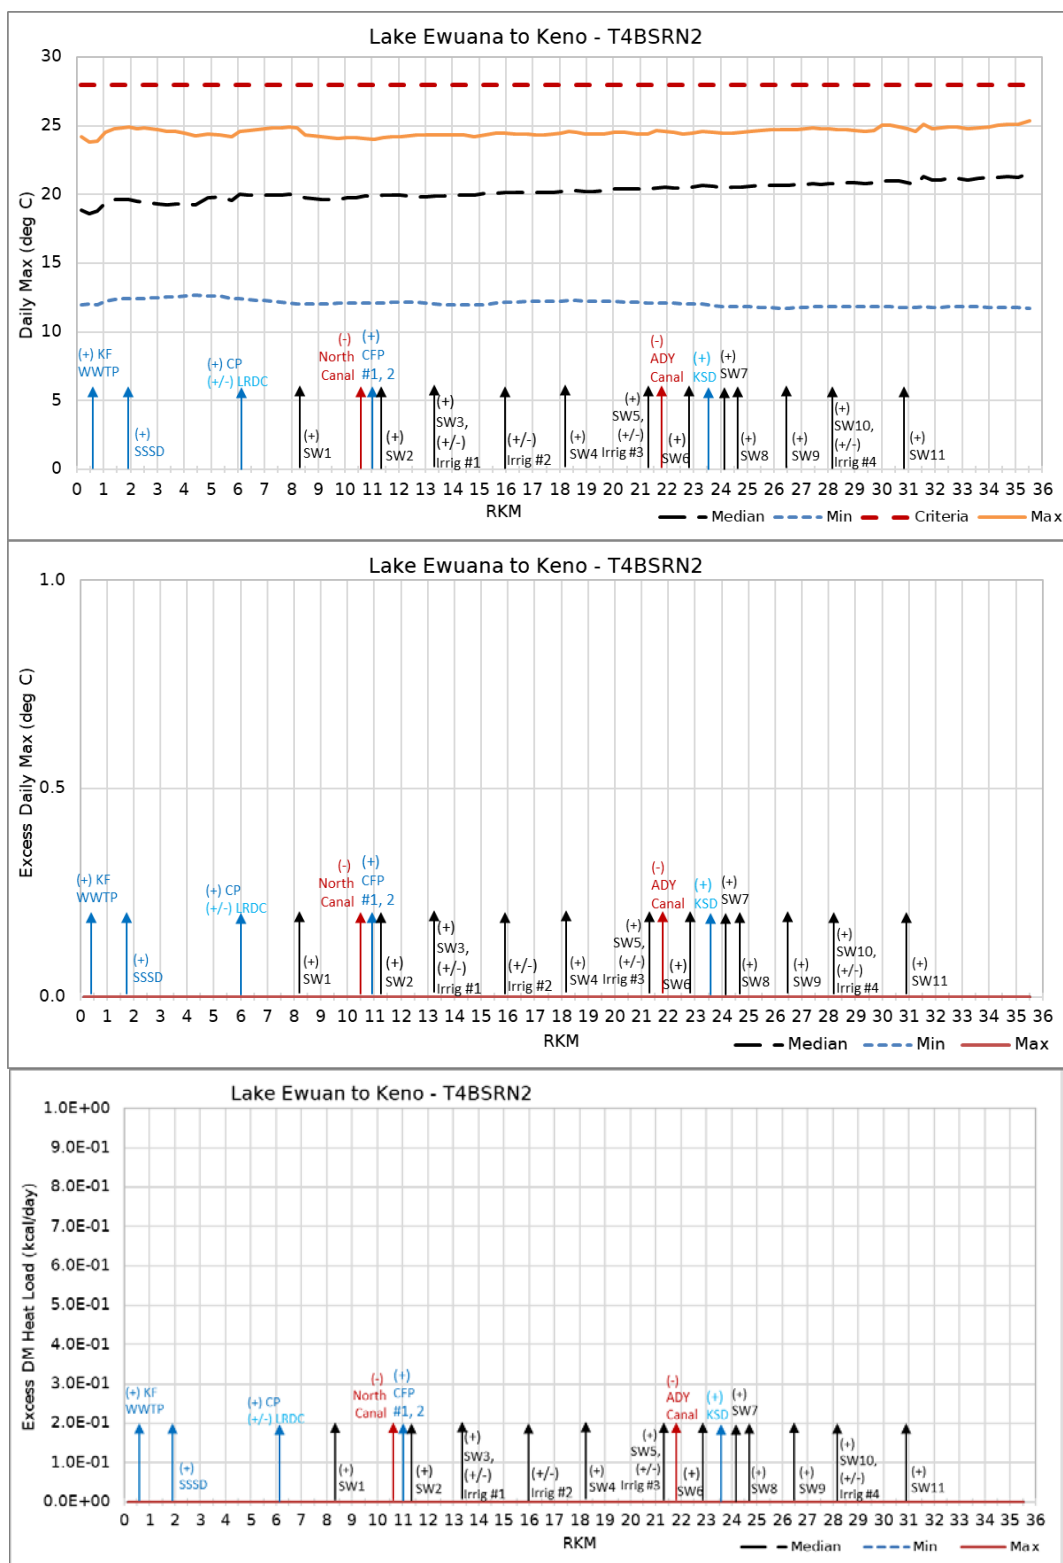 Lake Ewuana to Keno - T4BSRN2
30
25
20
15
10
5
0
Daily Max (deg C)
(+) KF
WWTP
(+)
SSSD
(+) CP
(+/-) LRDC
(+)
SW1
(-)
North
Canal
(+)
CFP
#1, 2
(+)
SW2
(+)
SW3,
(+/-)
Irrig #1
(+/-)
Irrig #2
(+)
SW4
(+)
SW5,
(+/-)
Irrig #3
(-)
ADY
Canal
(+)
SW6
(+)
KSD
(+)
SW7
(+)
SW8
(+)
SW9
(+)
SW10,
(+/-)
Irrig #4
(+)
SW11
0 1 2 3 4 5 6 7 8 9 10 11 12 13 14 15 16 17 18 19 20 21 22 23 24 25 26 27 28 29 30 31 32 33 34 35 36
RKM
Median Min Criteria Max
Lake Ewuana to Keno - T4BSRN2
1.0
0.5
0.0
Excess Daily Max (deg C)
(+) KF
WWTP
(+)
SSSD
(+) CP
(+/-) LRDC
(+)
SW1
(-)
North
Canal
(+)
CFP
#1, 2
(+)
SW2
(+)
SW3,
(+/-)
Irrig #1
(+/-)
Irrig #2
(+)
SW4
(+)
SW5,
(+/-)
Irrig #3
(-)
ADY
Canal
(+)
SW6
(+)
KSD
(+)
SW7
(+)
SW8
(+)
SW9
(+)
SW10,
(+/-)
Irrig #4
(+)
SW11
0 1 2 3 4 5 6 7 8 9 10 11 12 13 14 15 16 17 18 19 20 21 22 23 24 25 26 27 28 29 30 31 32 33 34 35 36
RKM
Median Min Max
Lake Ewuan to Keno - T4BSRN2
1.0E+00
9.0E-01
8.0E-01
7.0E-01
6.0E-01
5.0E-01
4.0E-01
3.0E-01
2.0E-01
1.0E-01
0.0E+00
Excess DM Heat Load (kcal/day)
(+) KF
WWTP
(+)
SSSD
(+) CP
(+/-) LRDC
(+)
SW1
(-)
North
Canal
(+)
CFP
#1, 2
(+)
SW2
(+)
SW3,
(+/-)
Irrig #1
(+/-)
Irrig #2
(+)
SW4
(+)
SW5,
(+/-)
Irrig #3
(-)
ADY
Canal
(+)
SW6
(+)
KSD
(+)
SW7
(+)
SW8
(+)
SW9
(+)
SW10,
(+/-)
Irrig #4
(+)
SW11
0 1 2 3 4 5 6 7 8 9 10 11 12 13 14 15 16 17 18 19 20 21 22 23 24 25 26 27 28 29 30 31 32 33 34 35 36
RKM
Median Min Max